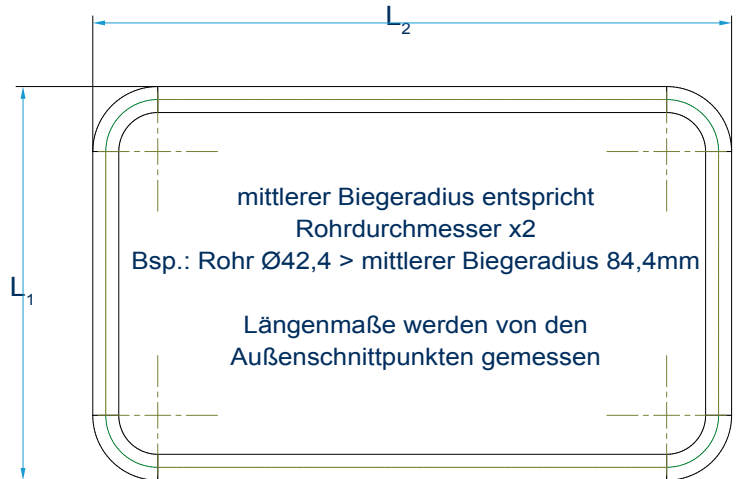 L2
mittlerer Biegeradius entspricht
Rohrdurchmesser x2
Bsp.: Rohr Ø42,4 > mittlerer Biegeradius 84,4mm
L1
Längenmaße werden von den
Außenschnittpunkten gemessen